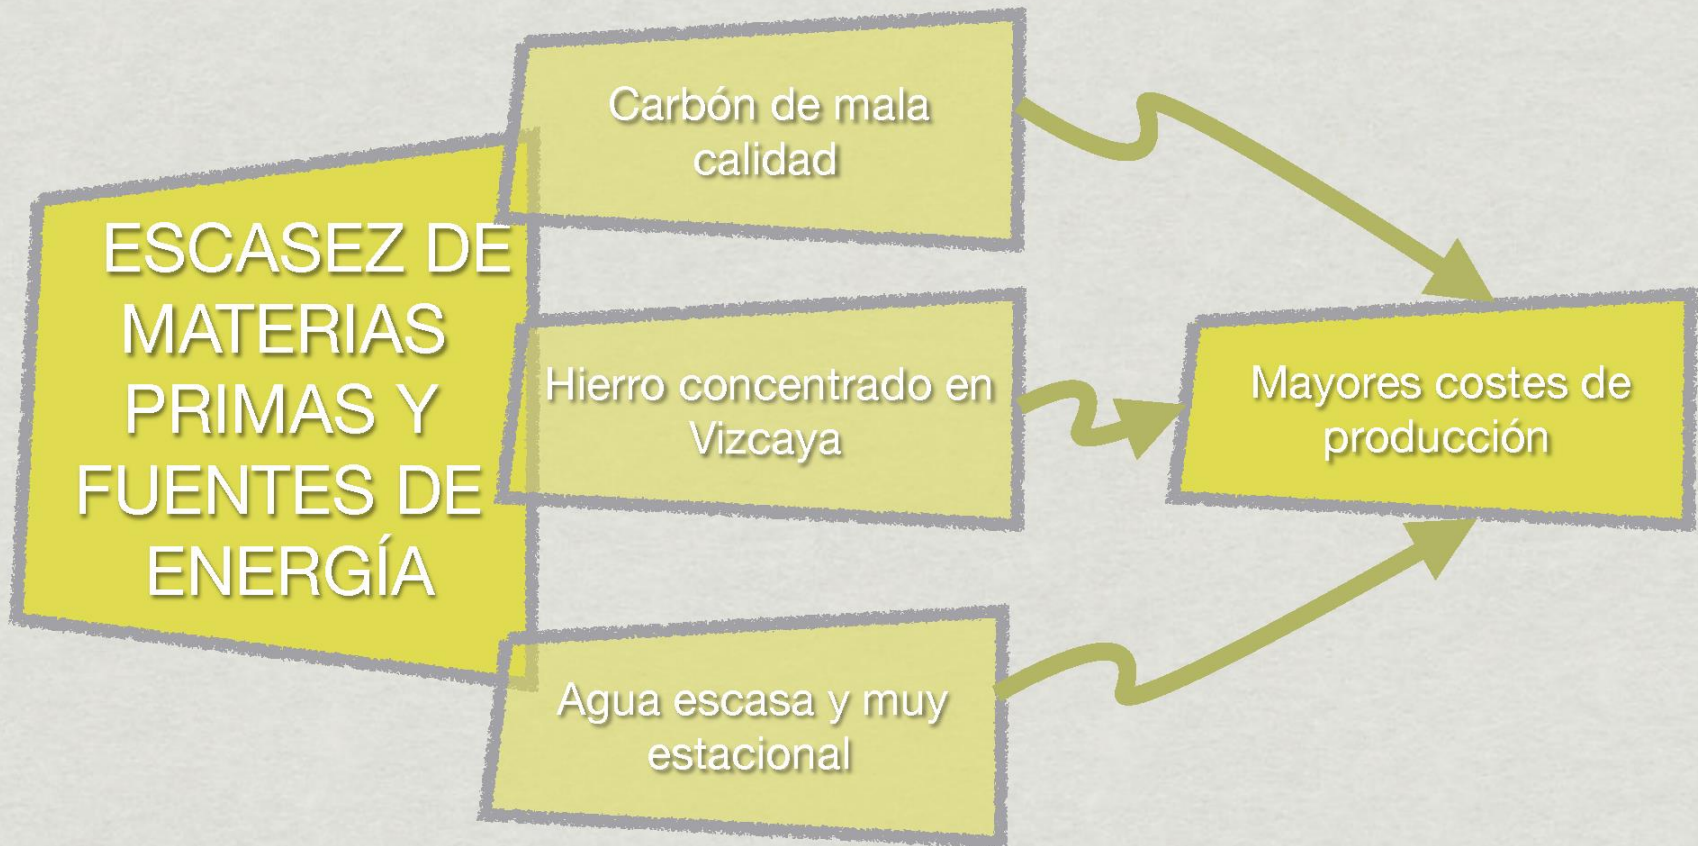 ESCASEZ DE
MATERIAS
PRIMAS Y
FUENTES DE
ENERGÍA
Carbón de mala
calidad
Hierro concentrado en
Vizcaya
Agua escasa y muy
estacional
Mayores costes de
producción